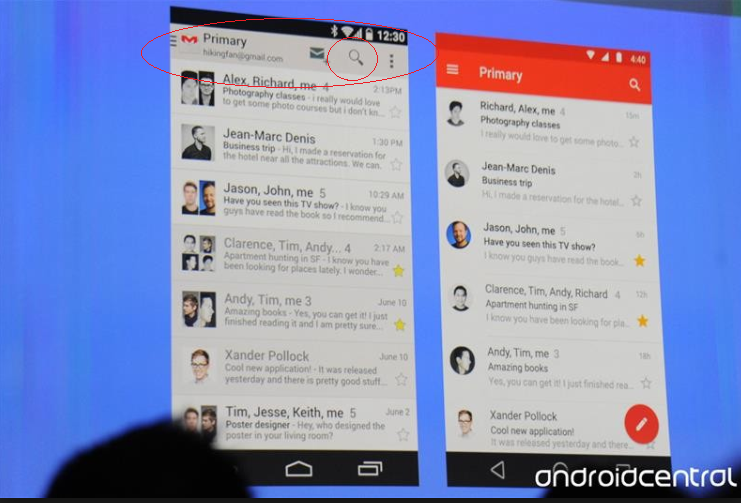 12:30
Primary
hikingfan@gmail.com
Alex, Richard, me 4
2:13PM
Photography classes - i really would love
to get some photo courses but i don't kn...
Jean-Marc Denis
1:30 PM
Business trip - Hi, I made a reservation for
the hotel near all the attractions. We can.
Jason, John, me 5
10:29 AM
Have you seen this TV show? - I know
you guys have read the book so I recommend...
Clarence, Tim, Andy... 4
2:17 AM
Apartment hunting in SF - I know you have
been looking for places lately. I wonder...
Andy, Tim, me 3
June 10
Amazing books - Yes, you can get it! I just
finished reading it and I am pretty sure...
Xander Pollock
June 10
Cool new application! - It was released
yesterday and there is pretty good stuff...
Tim, Jesse, Keith, me 5
June 2
Poster designer - Hey, who designed the
poster in your living room?
4:40
Primary
Richard, Alex, me 4
15m
Photography classes
I really would love to get some photo...
Jean-Marc Denis
Business trip
Hi, I made a reservation for the hotel...
Jason, John, me 5
6h
Have you seen this TV show?
I know you guys have read the book...
Clarence, Tim, Andy, Richard 4
12h
Apartment hunting in SF
I know you have been looking for pla...
Andy, Tim, me 3
18h
Amazing books
Yes, you can get it! I just finished rea...
Xander Pollock
Cool new application!
It was released yesterday and there...
androidcentral